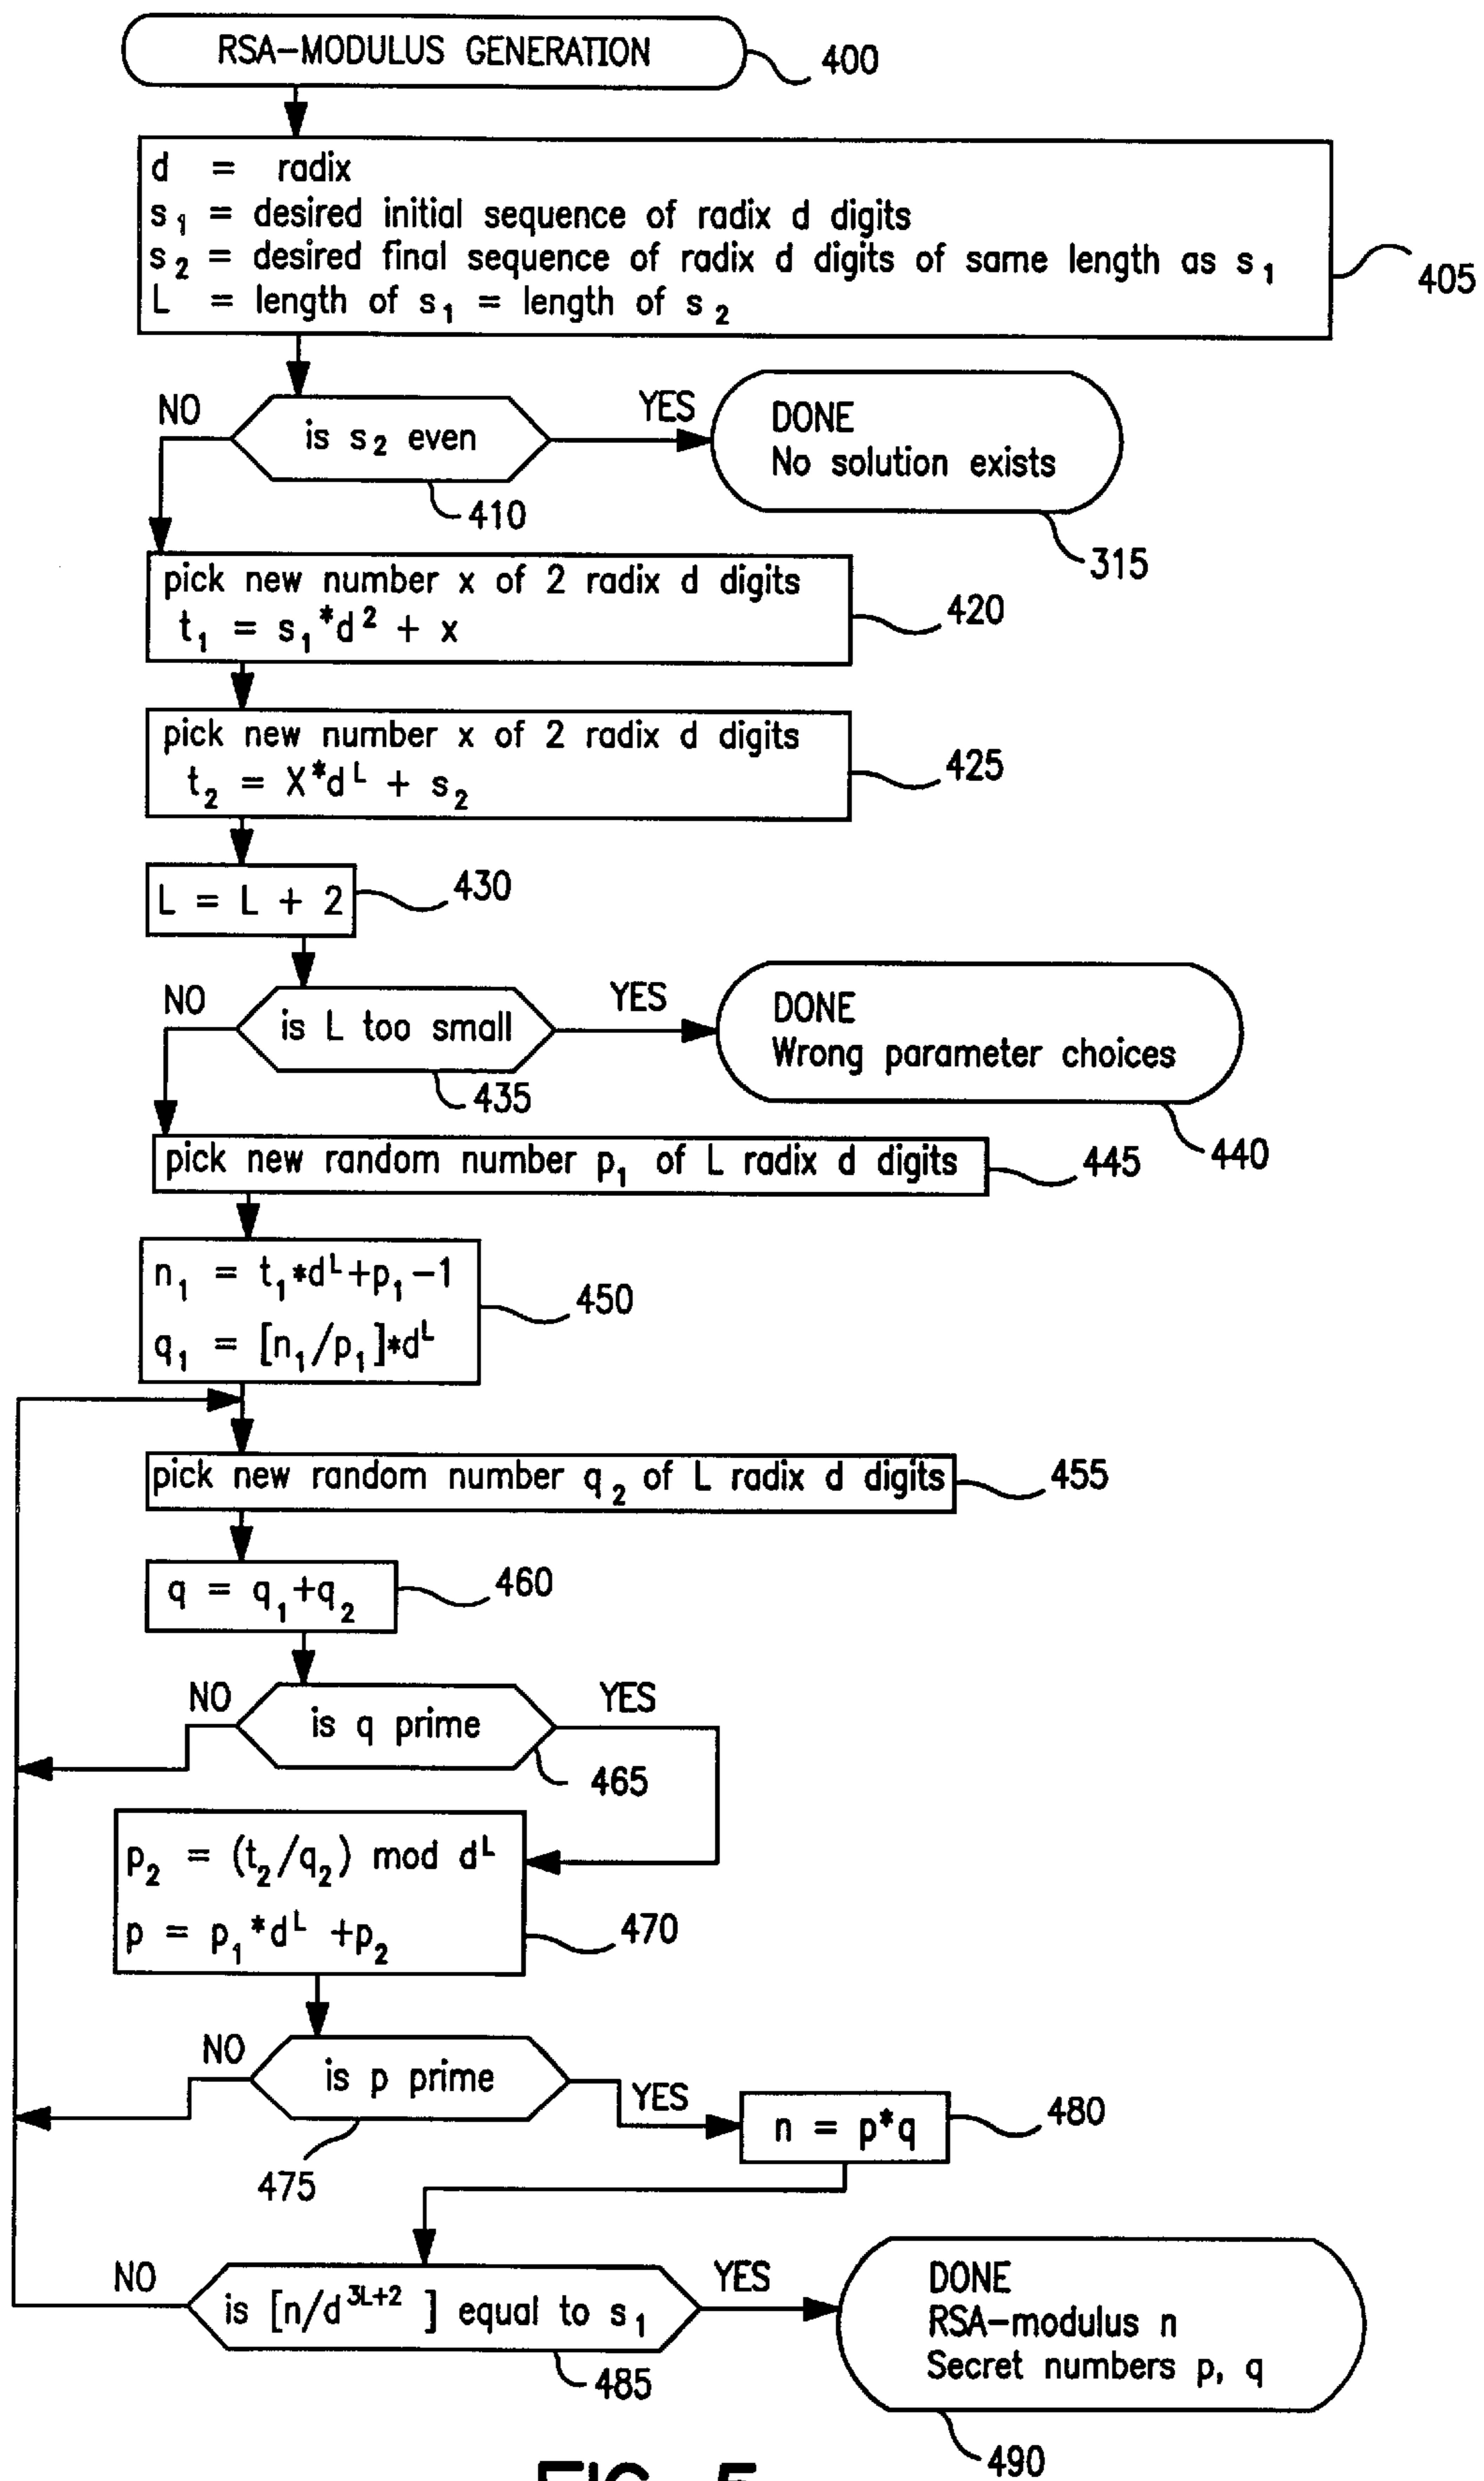 RSA-MODULUS GENERATION
400
d = radix
s₁ = desired initial sequence of radix d digits
s₂ = desired final sequence of radix d digits of same length as s₁
L = length of s₁ = length of s₂
405
NO
is s₂ even
YES
DONE
No solution exists
410
315
pick new number x of 2 radix d digits
t₁ = s₁*d² + x
420
pick new number x of 2 radix d digits
t₂ = X*d^L + s₂
425
L = L + 2
430
NO
is L too small
YES
DONE
Wrong parameter choices
435
440
pick new random number p₁ of L radix d digits
445
n₁ = t₁*d^L+p₁-1
q₁ = [n₁/p₁]*d^L
450
pick new random number q₂ of L radix d digits
455
q = q₁+q₂
460
NO
is q prime
YES
465
p₂ = (t₂/q₂) mod d^L
p = p₁*d^L +p₂
470
NO
is p prime
YES
475
n = p*q
480
NO
is [n/d^3L+2 ] equal to s₁
YES
485
DONE
RSA-modulus n
Secret numbers p, q
490
FIG. 5